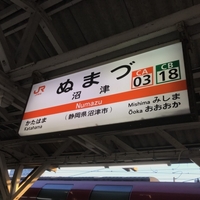 JR
ぬまづ
沼津
Numazu
(静岡県沼津市)
CA
03
CB
18
かたはま
Katahama
Mishima みしま
Ōoka おおおか